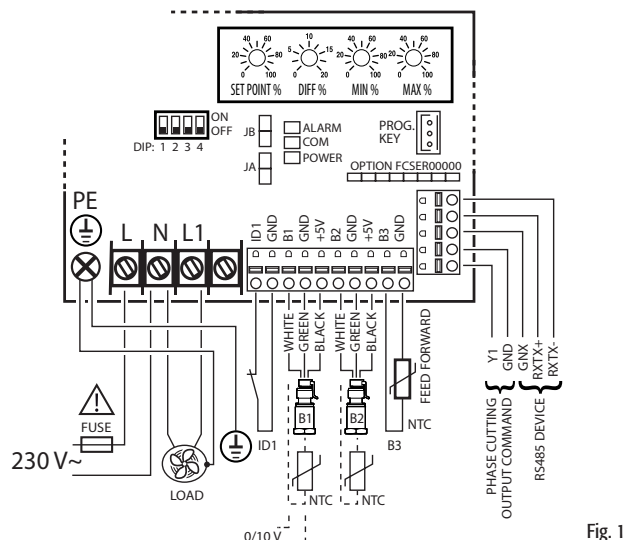 40 60
20 80
0 100
SET POINT %
10
5 15
0 20
DIFF %
40 60
20 80
0 100
MIN %
40 60
20 80
0 100
MAX %
ON
OFF
DIP: 1 2 3 4
JB
JA
ALARM
COM
POWER
PROG.
KEY
OPTION FCSER00000
PE
L N L1
ID1 GND B1 GND +5V B2 GND +5V B3 GND
WHITE GREEN BLACK WHITE GREEN BLACK
FEED FORWARD
FUSE
230 V~
LOAD
ID1
B1
B2
NTC
B3
NTC
NTC
0/10 V
Y1
GND
GNX
RXTX+
RXTX-
PHASE CUTTING
OUTPUT COMMAND
RS485 DEVICE
Fig. 1